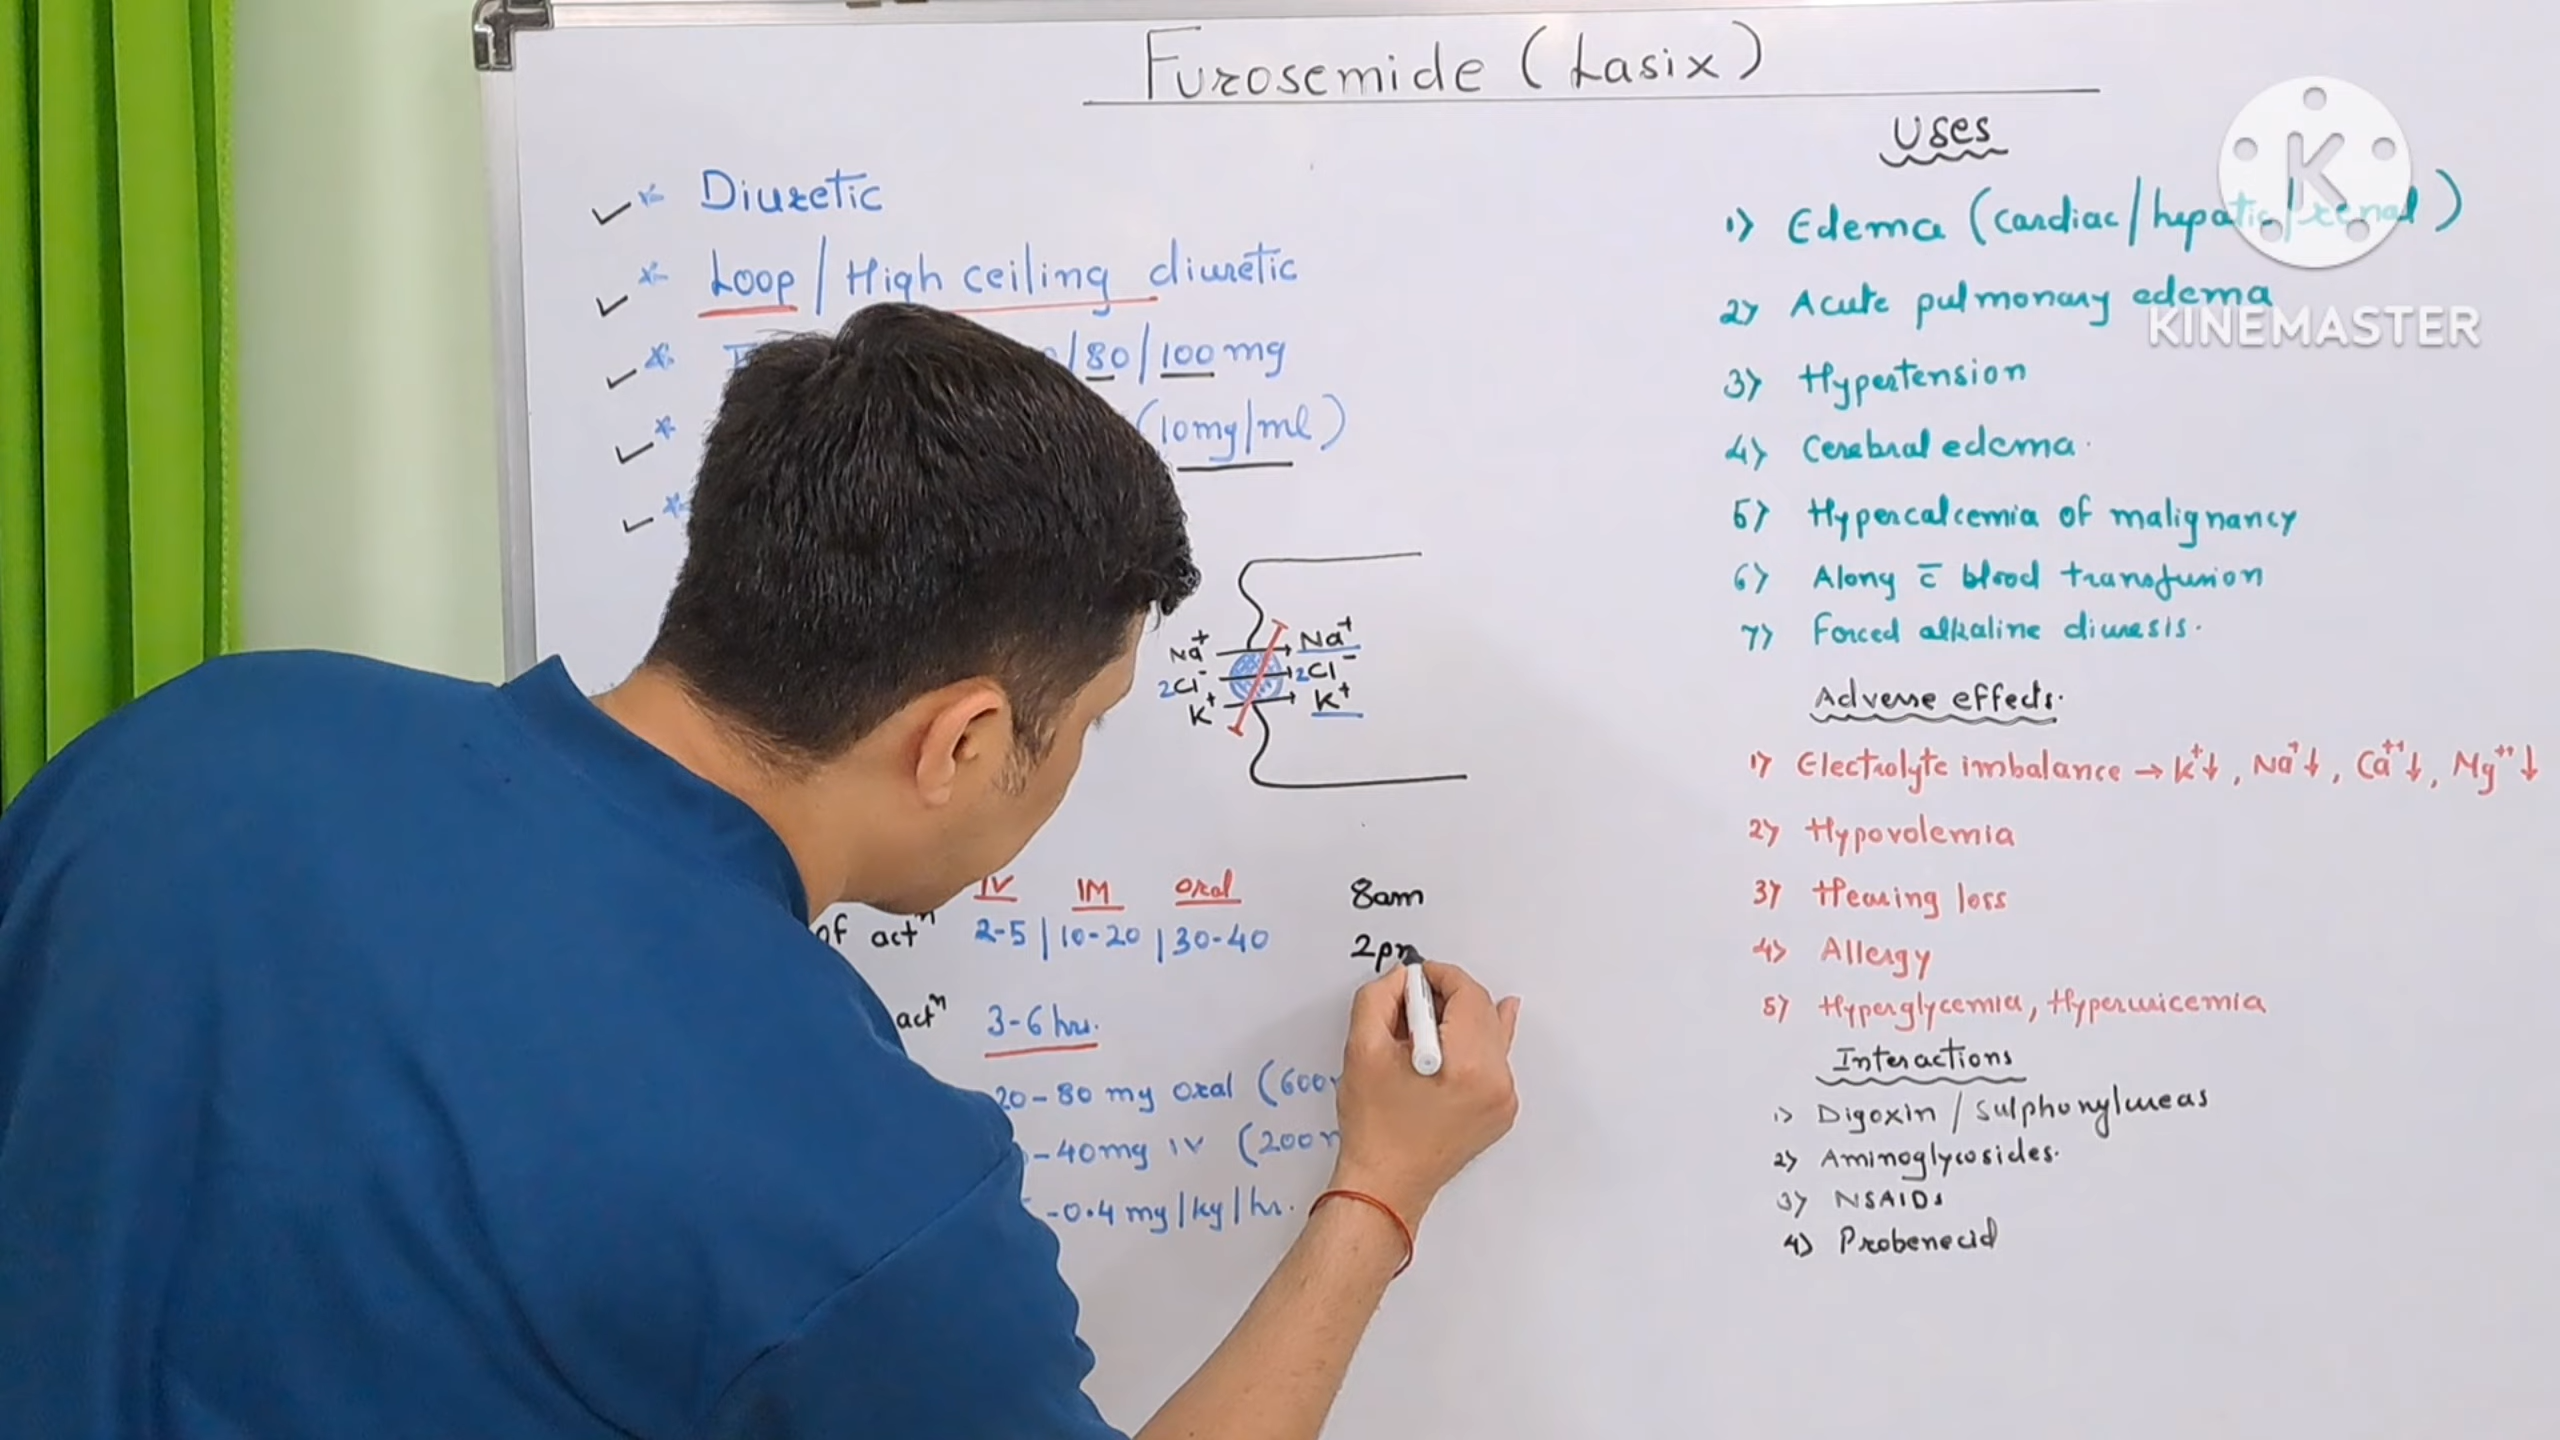 Furosemide (Lasix)
* Diuretic
* Loop / High ceiling diuretic
* /80/100 mg
* (10mg/ml)
*
Na+ Na+
2Cl- 2Cl-
K+ K+
IV IM Oral
of actn 2-5 | 10-20 | 30-40
actn 3-6 hrs.
20-80 mg oral (600
-40mg IV (200
-0.4 mg/kg/hr.
8am
2p
Uses
1) Edema (cardiac/hepatic/renal)
2) Acute pulmonary edema
3) Hypertension
4) Cerebral edema.
5) Hypercalcemia of malignancy
6) Along c̄ blood transfusion
7) Forced alkaline diuresis.
Adverse effects.
1) Electrolyte imbalance → K+↓, Na+↓, Ca++↓, Mg++↓
2) Hypovolemia
3) Hearing loss
4) Allergy
5) Hyperglycemia, Hyperuricemia
Interactions
1) Digoxin / Sulphonylureas
2) Aminoglycosides.
3) NSAIDs
4) Probenecid
K
KINEMASTER